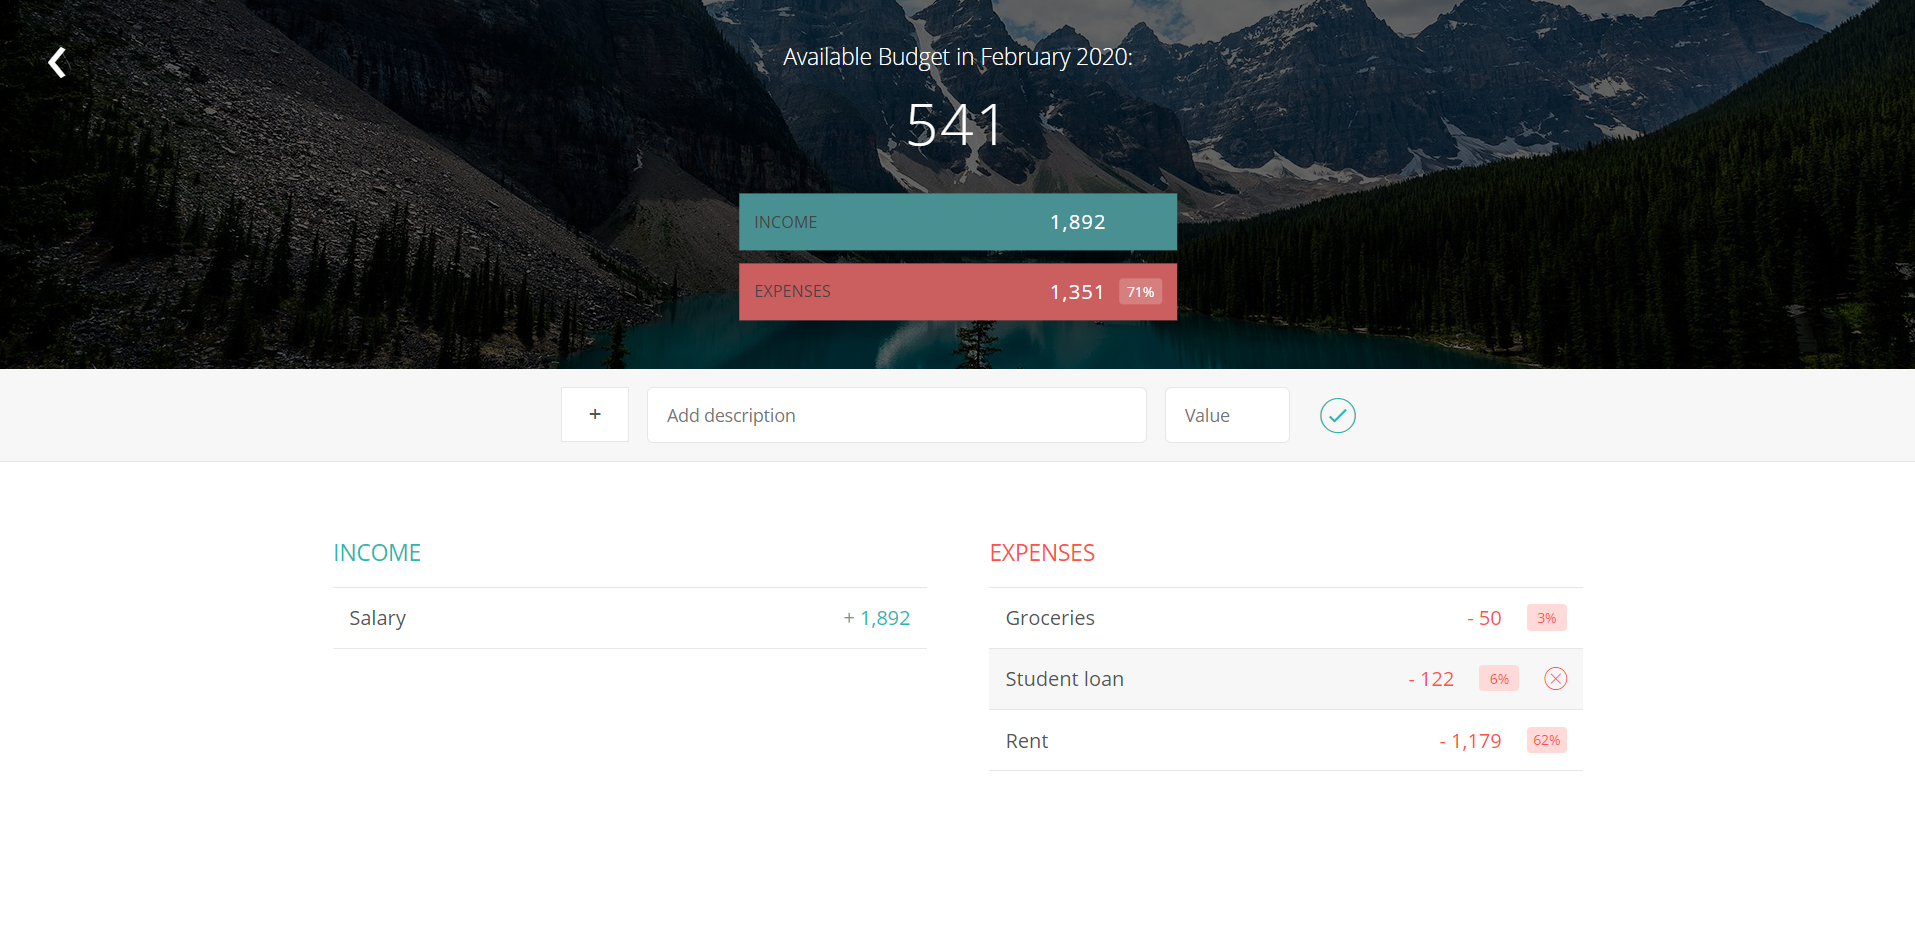 Available Budget in February 2020:
541
INCOME 1,892
EXPENSES 1,351 71%
+ Add description Value
INCOME
Salary + 1,892
EXPENSES
Groceries - 50 3%
Student loan - 122 6%
Rent - 1,179 62%